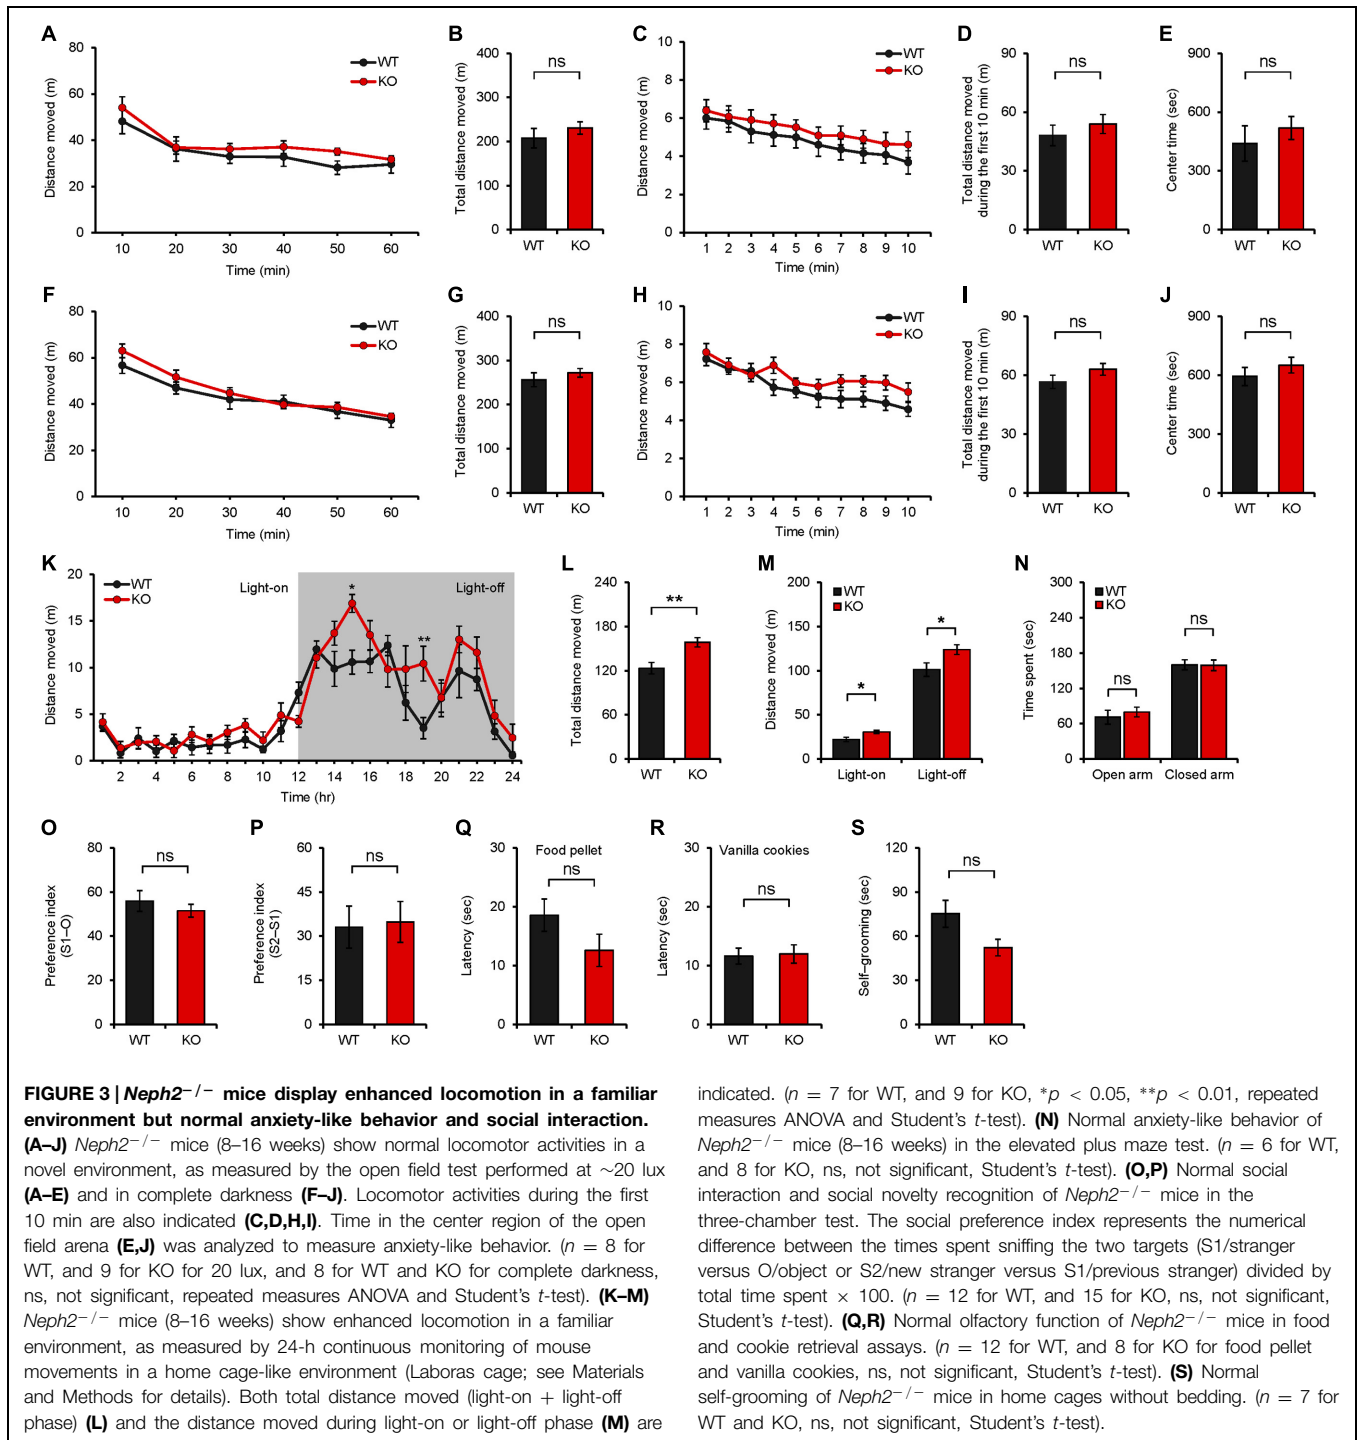 A
80
60
40
20
0
Distance moved (m)
WT
KO
10 20 30 40 50 60
Time (min)
B
400
300
200
100
0
Total distance moved (m)
ns
WT KO
C
10
8
6
4
2
0
Distance moved (m)
WT
KO
1 2 3 4 5 6 7 8 9 10
Time (min)
D
90
60
30
0
Total distance moved
during the first 10 min (m)
ns
WT KO
E
900
600
300
0
Center time (sec)
ns
WT KO
F
80
60
40
20
0
Distance moved (m)
WT
KO
10 20 30 40 50 60
Time (min)
G
400
300
200
100
0
Total distance moved (m)
ns
WT KO
H
10
8
6
4
2
0
Distance moved (m)
WT
KO
1 2 3 4 5 6 7 8 9 10
Time (min)
I
90
60
30
0
Total distance moved
during the first 10 min (m)
ns
WT KO
J
900
600
300
0
Center time (sec)
ns
WT KO
K
20
15
10
5
0
Distance moved (m)
WT
KO
Light-on
Light-off
*
**
2 4 6 8 10 12 14 16 18 20 22 24
Time (hr)
L
240
180
120
60
0
Total distance moved (m)
**
WT KO
M
200
150
100
50
0
Distance moved (m)
WT
KO
*
*
Light-on Light-off
N
300
240
180
120
60
0
Time spent (sec)
WT
KO
ns
ns
Open arm Closed arm
O
80
60
40
20
0
Preference index
(S1–O)
ns
WT KO
P
60
45
30
15
0
Preference index
(S2–S1)
ns
WT KO
Q
30
20
10
0
Latency (sec)
Food pellet
ns
WT KO
R
30
20
10
0
Latency (sec)
Vanilla cookies
ns
WT KO
S
120
90
60
30
0
Self–grooming (sec)
ns
WT KO
FIGURE 3 | Neph2−/− mice display enhanced locomotion in a familiar
environment but normal anxiety-like behavior and social interaction.
(A–J) Neph2−/− mice (8–16 weeks) show normal locomotor activities in a
novel environment, as measured by the open field test performed at ∼20 lux
(A–E) and in complete darkness (F–J). Locomotor activities during the first
10 min are also indicated (C,D,H,I). Time in the center region of the open
field arena (E,J) was analyzed to measure anxiety-like behavior. (n = 8 for
WT, and 9 for KO for 20 lux, and 8 for WT and KO for complete darkness,
ns, not significant, repeated measures ANOVA and Student's t-test). (K–M)
Neph2−/− mice (8–16 weeks) show enhanced locomotion in a familiar
environment, as measured by 24-h continuous monitoring of mouse
movements in a home cage-like environment (Laboras cage; see Materials
and Methods for details). Both total distance moved (light-on + light-off
phase) (L) and the distance moved during light-on or light-off phase (M) are
indicated. (n = 7 for WT, and 9 for KO, *p < 0.05, **p < 0.01, repeated
measures ANOVA and Student's t-test). (N) Normal anxiety-like behavior of
Neph2−/− mice (8–16 weeks) in the elevated plus maze test. (n = 6 for WT,
and 8 for KO, ns, not significant, Student's t-test). (O,P) Normal social
interaction and social novelty recognition of Neph2−/− mice in the
three-chamber test. The social preference index represents the numerical
difference between the times spent sniffing the two targets (S1/stranger
versus O/object or S2/new stranger versus S1/previous stranger) divided by
total time spent × 100. (n = 12 for WT, and 15 for KO, ns, not significant,
Student's t-test). (Q,R) Normal olfactory function of Neph2−/− mice in food
and cookie retrieval assays. (n = 12 for WT, and 8 for KO for food pellet
and vanilla cookies, ns, not significant, Student's t-test). (S) Normal
self-grooming of Neph2−/− mice in home cages without bedding. (n = 7 for
WT and KO, ns, not significant, Student's t-test).